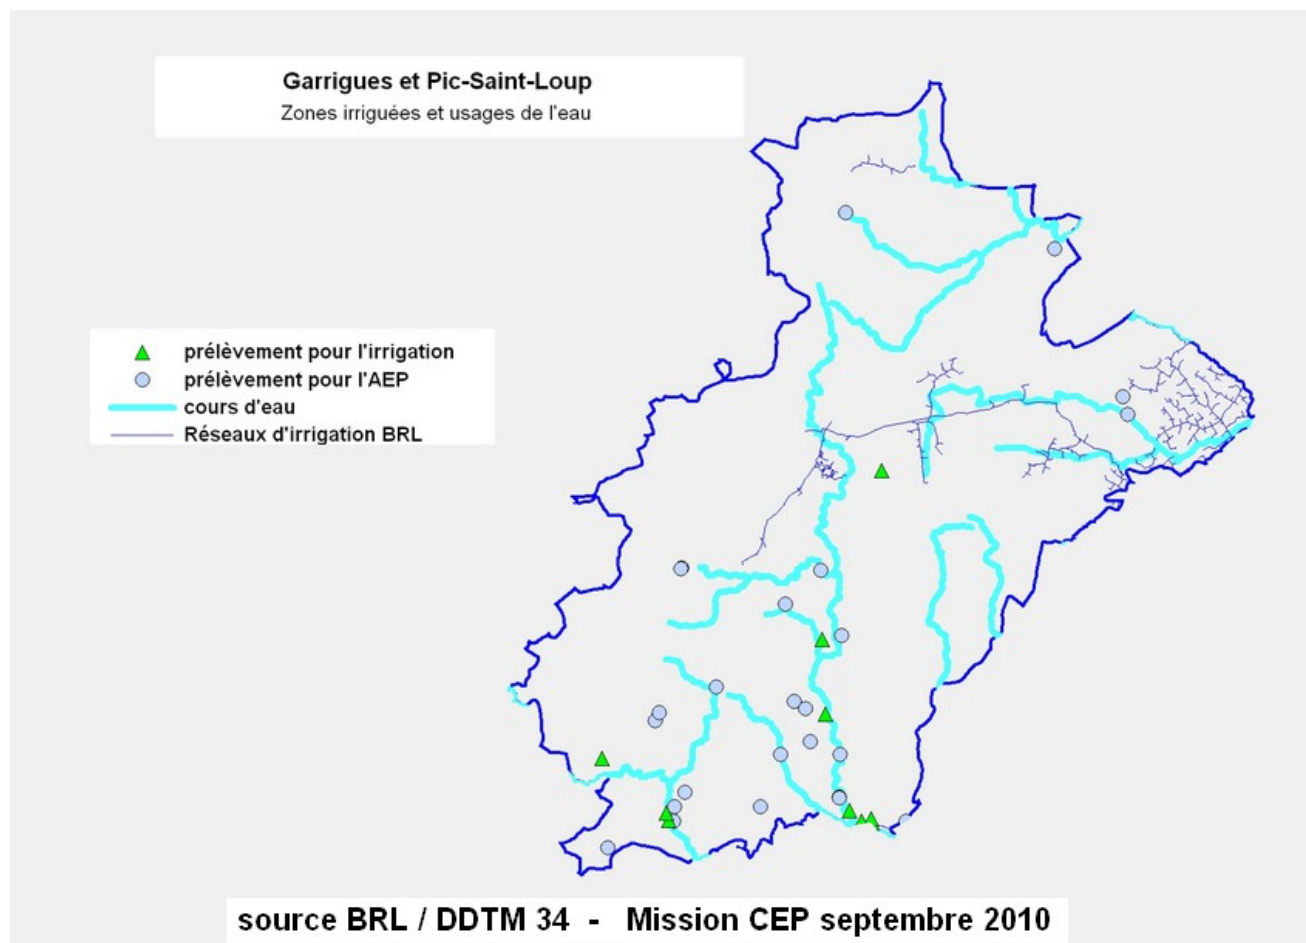 Garrigues et Pic-Saint-Loup
Zones irriguées et usages de l'eau
prélèvement pour l'irrigation
prélèvement pour l'AEP
cours d'eau
Réseaux d'irrigation BRL
source BRL / DDTM 34 - Mission CEP septembre 2010